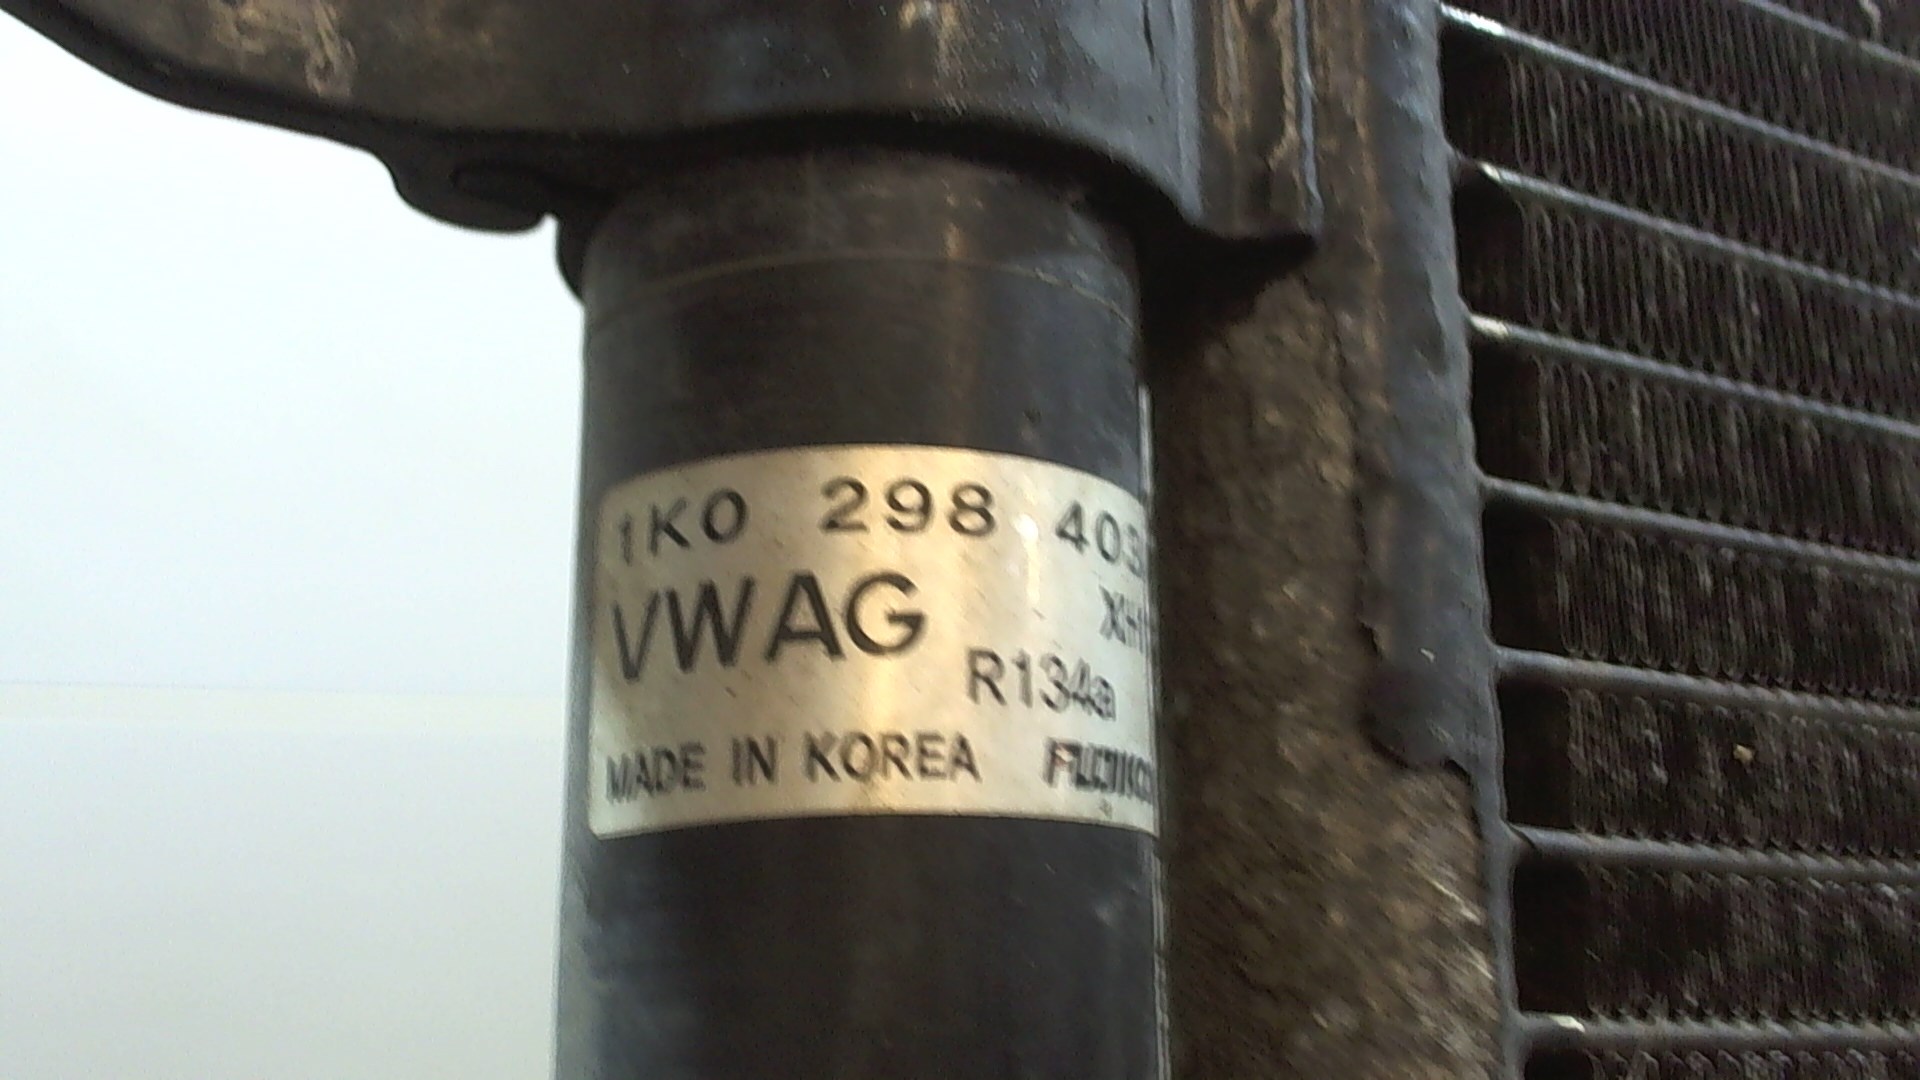 1K0 298 403
VWAG
R134a
MADE IN KOREA